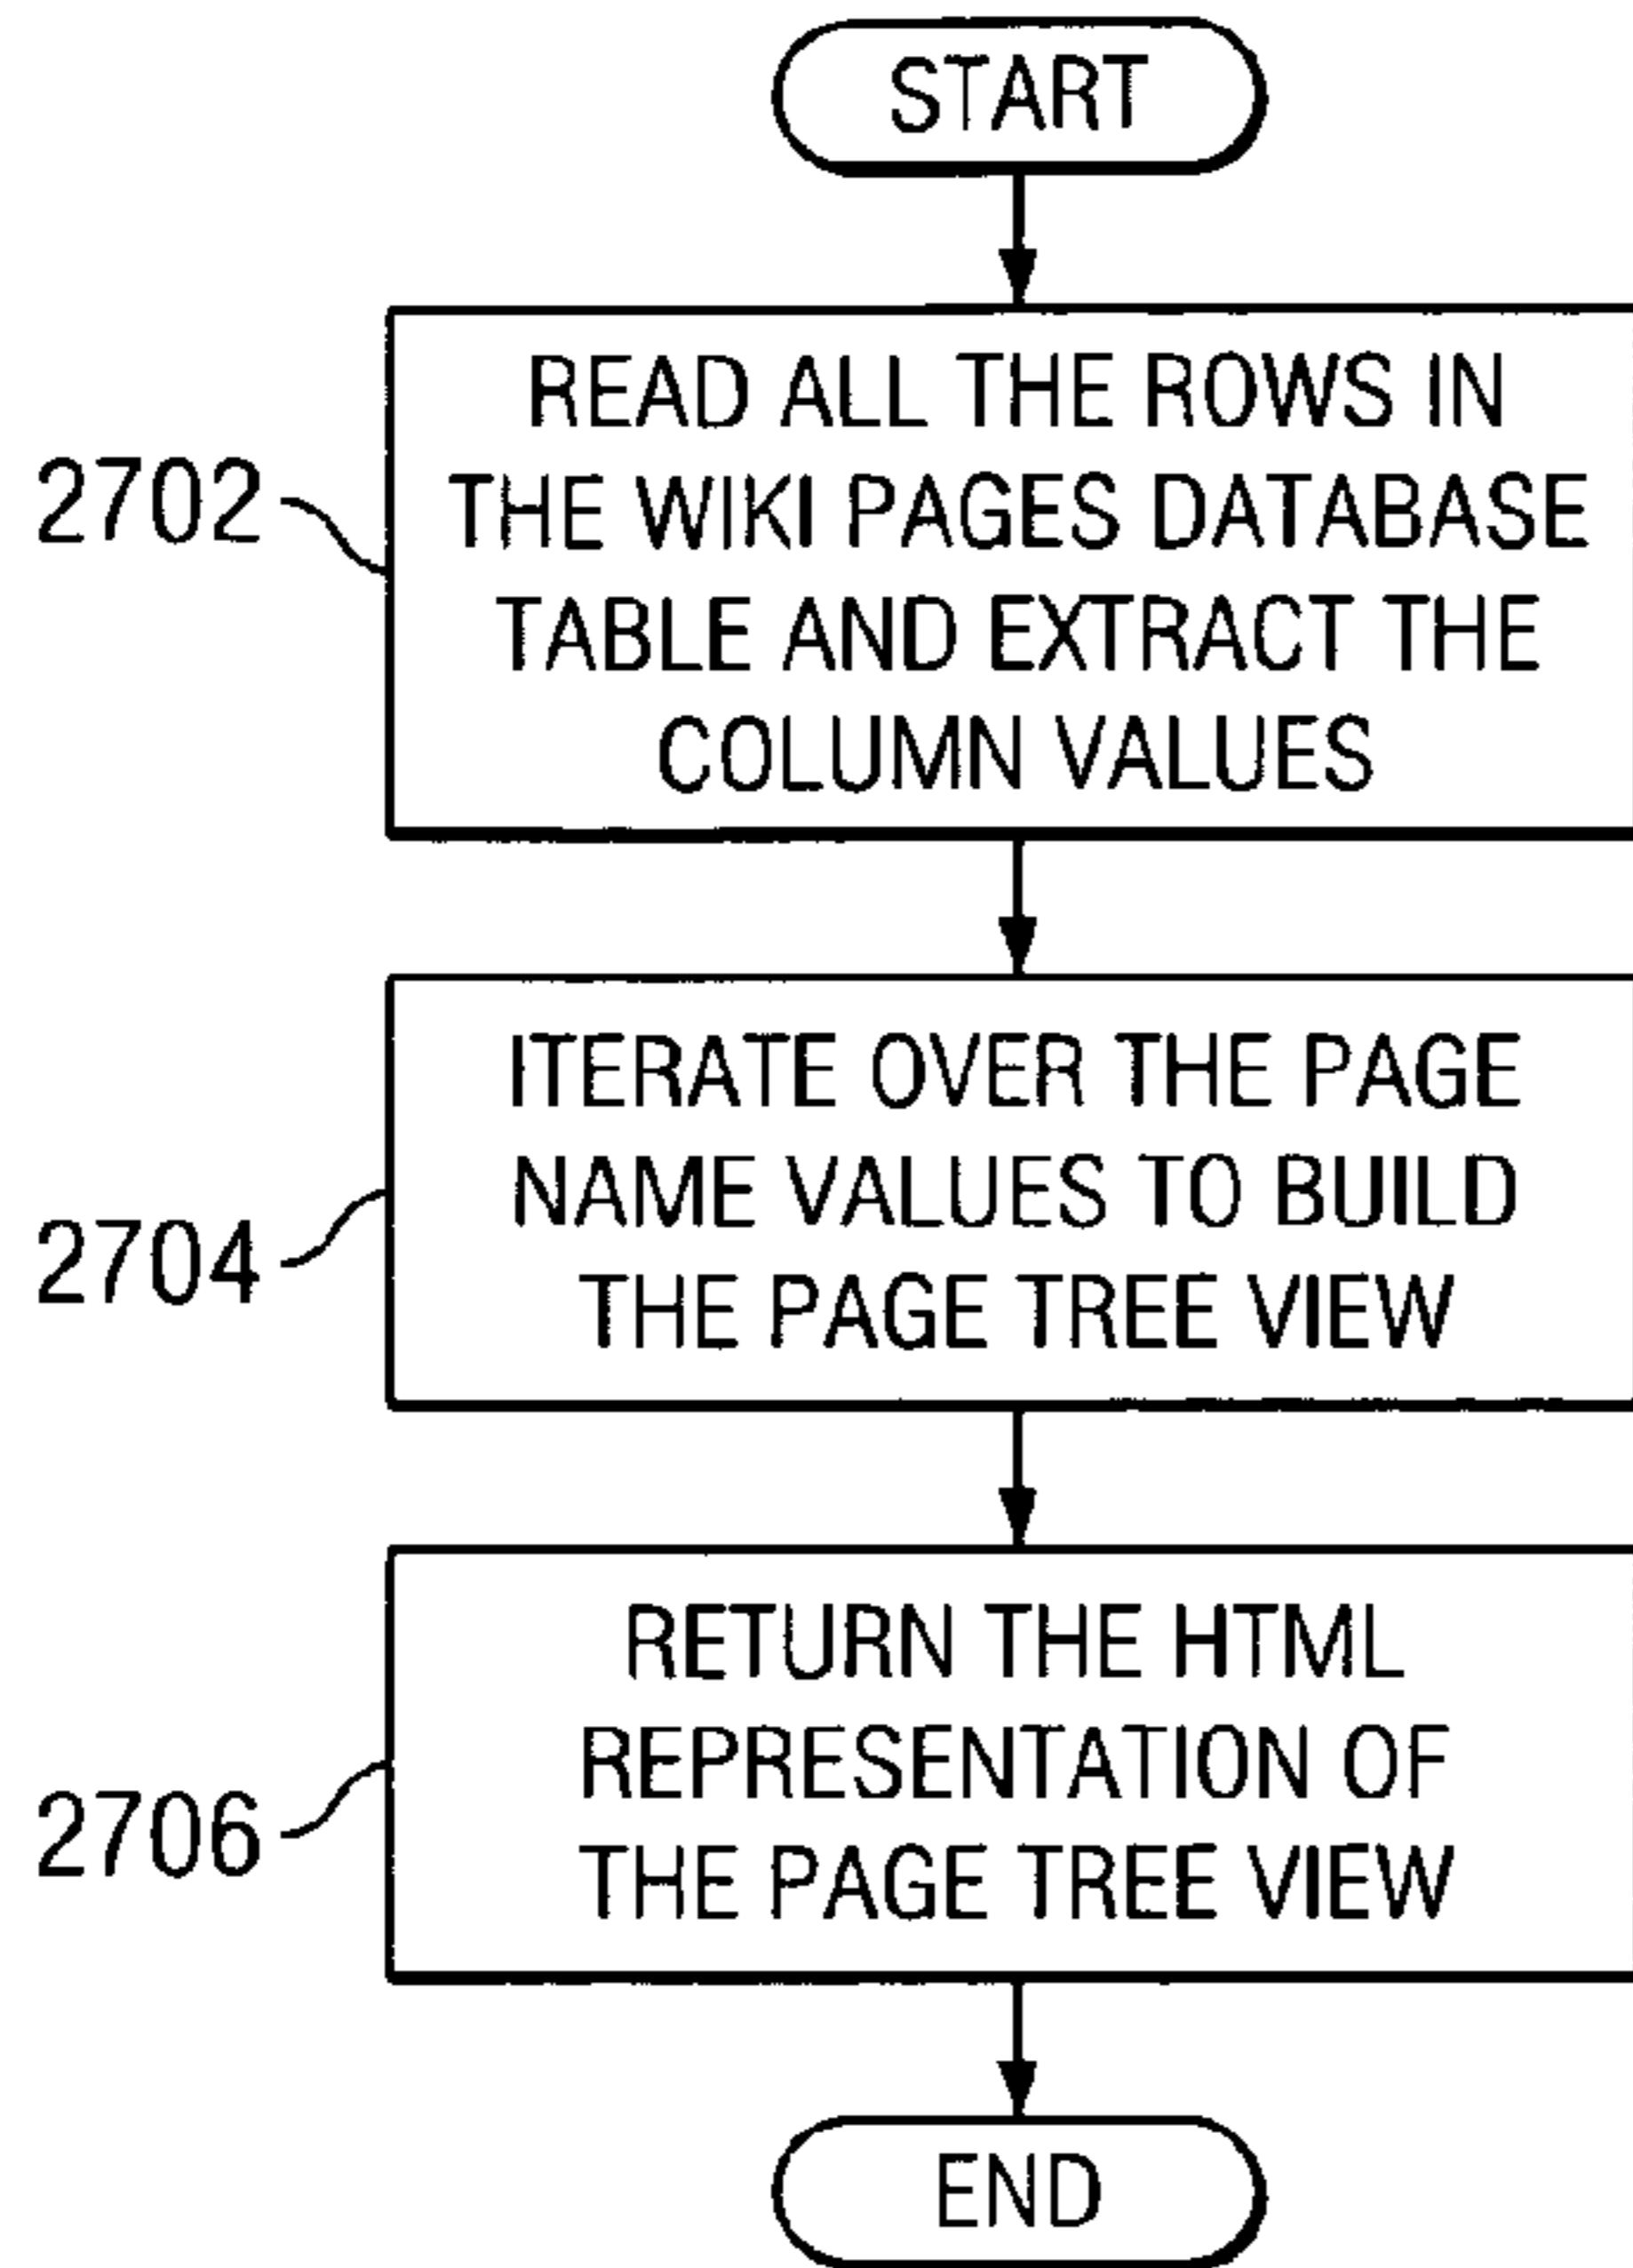 START
2702
READ ALL THE ROWS IN
THE WIKI PAGES DATABASE
TABLE AND EXTRACT THE
COLUMN VALUES
2704
ITERATE OVER THE PAGE
NAME VALUES TO BUILD
THE PAGE TREE VIEW
2706
RETURN THE HTML
REPRESENTATION OF
THE PAGE TREE VIEW
END